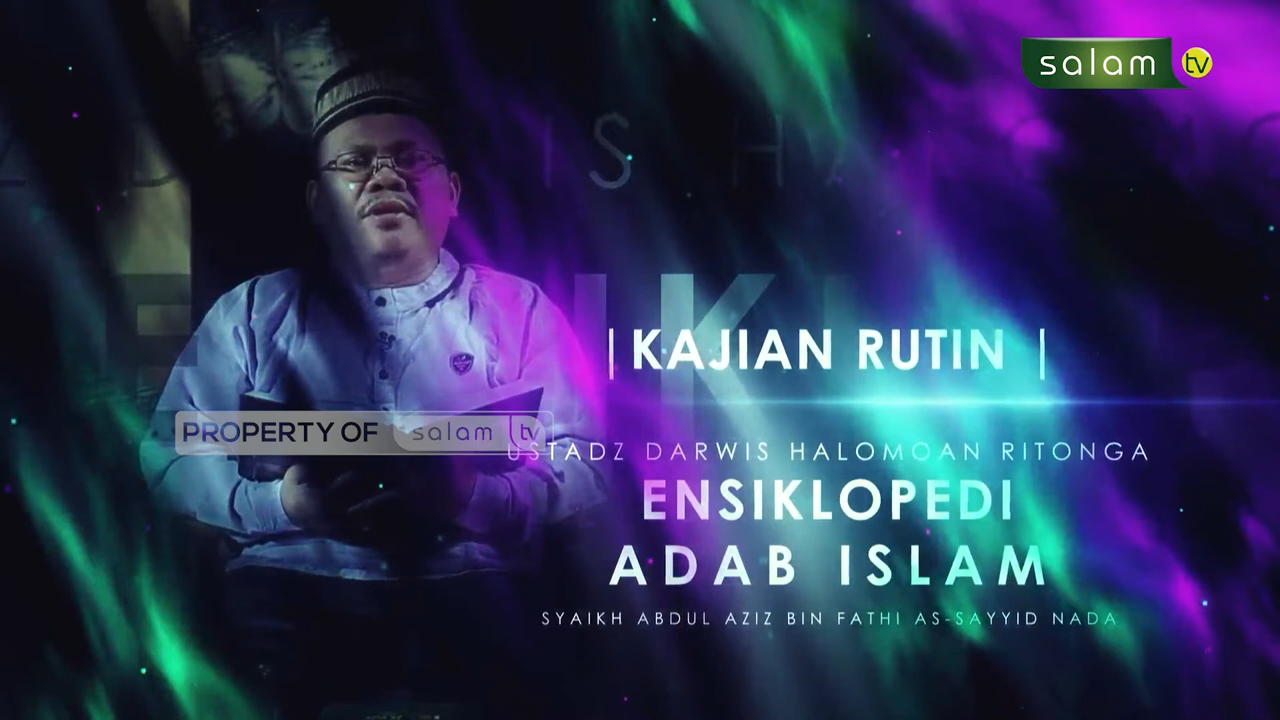 salam tv
| KAJIAN RUTIN |
PROPERTY OF salam tv
USTADZ DARWIS HALOMOAN RITONGA
ENSIKLOPEDI
ADAB ISLAM
SYAIKH ABDUL AZIZ BIN FATHI AS-SAYYID NADA